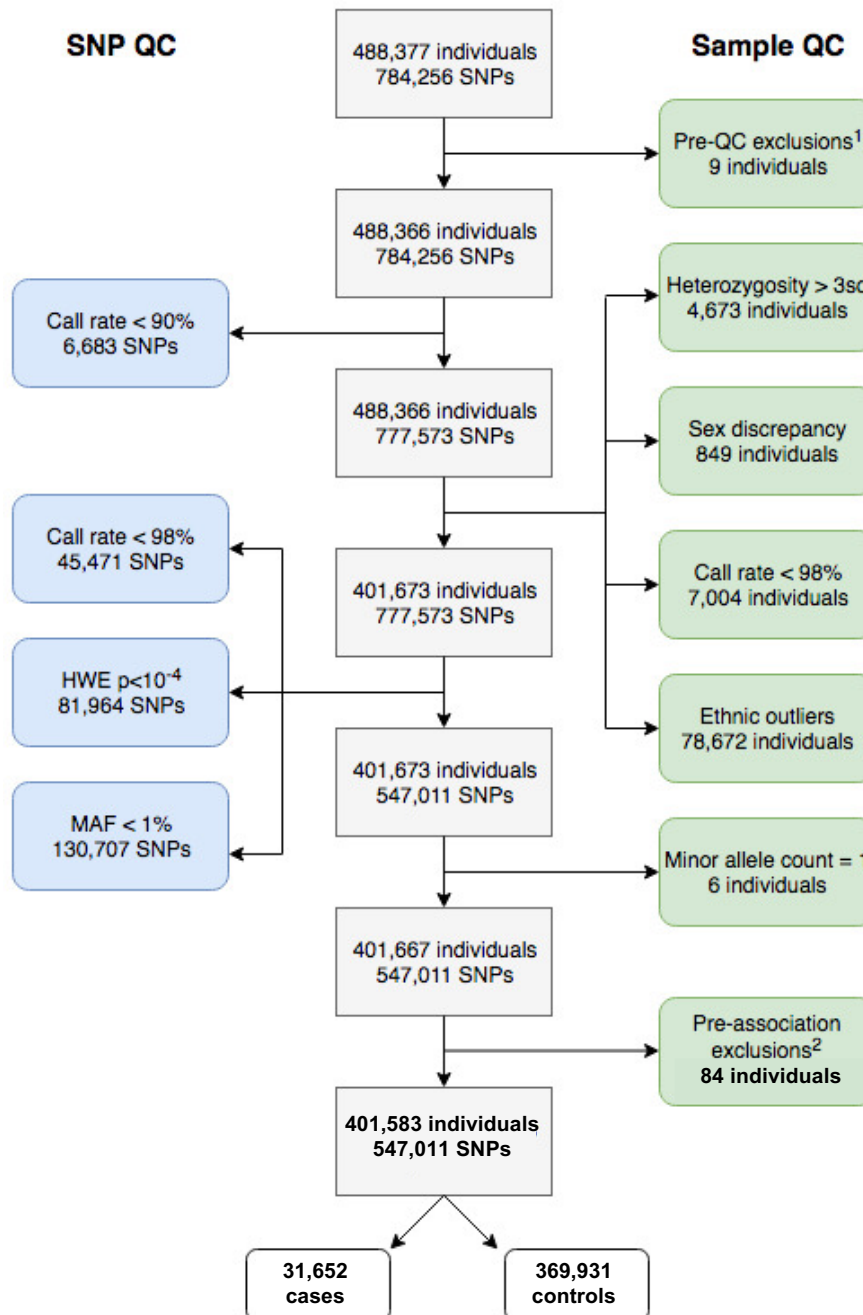 SNP QC
Sample QC
488,377 individuals
784,256 SNPs
Pre-QC exclusions¹
9 individuals
488,366 individuals
784,256 SNPs
Heterozygosity > 3sd
4,673 individuals
Call rate < 90%
6,683 SNPs
488,366 individuals
777,573 SNPs
Sex discrepancy
849 individuals
Call rate < 98%
45,471 SNPs
401,673 individuals
777,573 SNPs
Call rate < 98%
7,004 individuals
HWE p<10⁻⁴
81,964 SNPs
Ethnic outliers
78,672 individuals
401,673 individuals
547,011 SNPs
MAF < 1%
130,707 SNPs
Minor allele count =
6 individuals
401,667 individuals
547,011 SNPs
Pre-association
exclusions²
84 individuals
401,583 individuals
547,011 SNPs
31,652
cases
369,931
controls